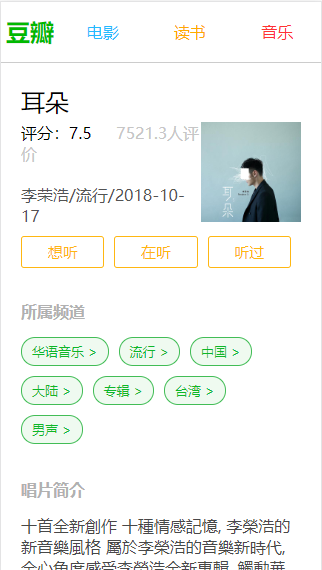 豆瓣 电影 读书 音乐
耳朵
评分：7.5 7521.3人评
价
李荣浩/流行/2018-10-
17
耳朵
想听 在听 听过
所属频道
华语音乐 > 流行 > 中国 >
大陆 > 专辑 > 台湾 >
男声 >
唱片简介
十首全新創作 十種情感記憶, 李榮浩的
新音樂風格 屬於李榮浩的音樂新時代,
全心角度感受李榮浩全新專輯, 觸動華